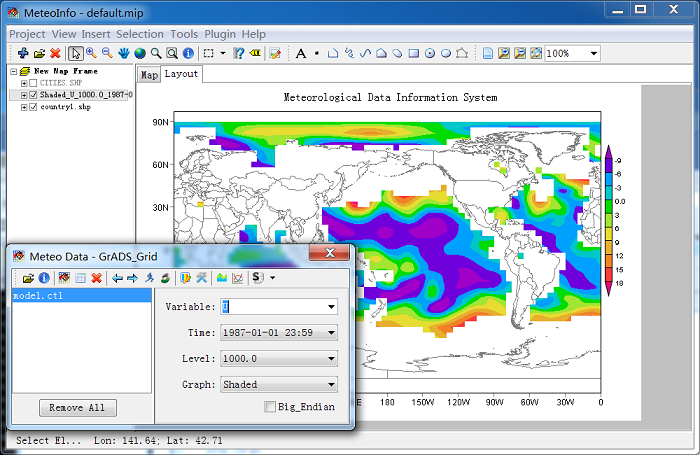 MeteoInfo - default.mip
Project View Insert Selection Tools Plugin Help
A 100%
New Map Frame
CITIES SHP
Shaded_U_1000.0_1987-0
country1.shp
Map Layout
Meteorological Data Information System
90N
60N
30N
-9
-6
-3
0.0
3
6
9
12
15
18
180 150W 120W 90W 60W 30W 0
Meteo Data - GrADS_Grid
model.ctl
Variable: U
Time: 1987-01-01 23:59
Level: 1000.0
Graph: Shaded
Big_Endian
Remove All
Select El... Lon: 141.64; Lat: 42.71